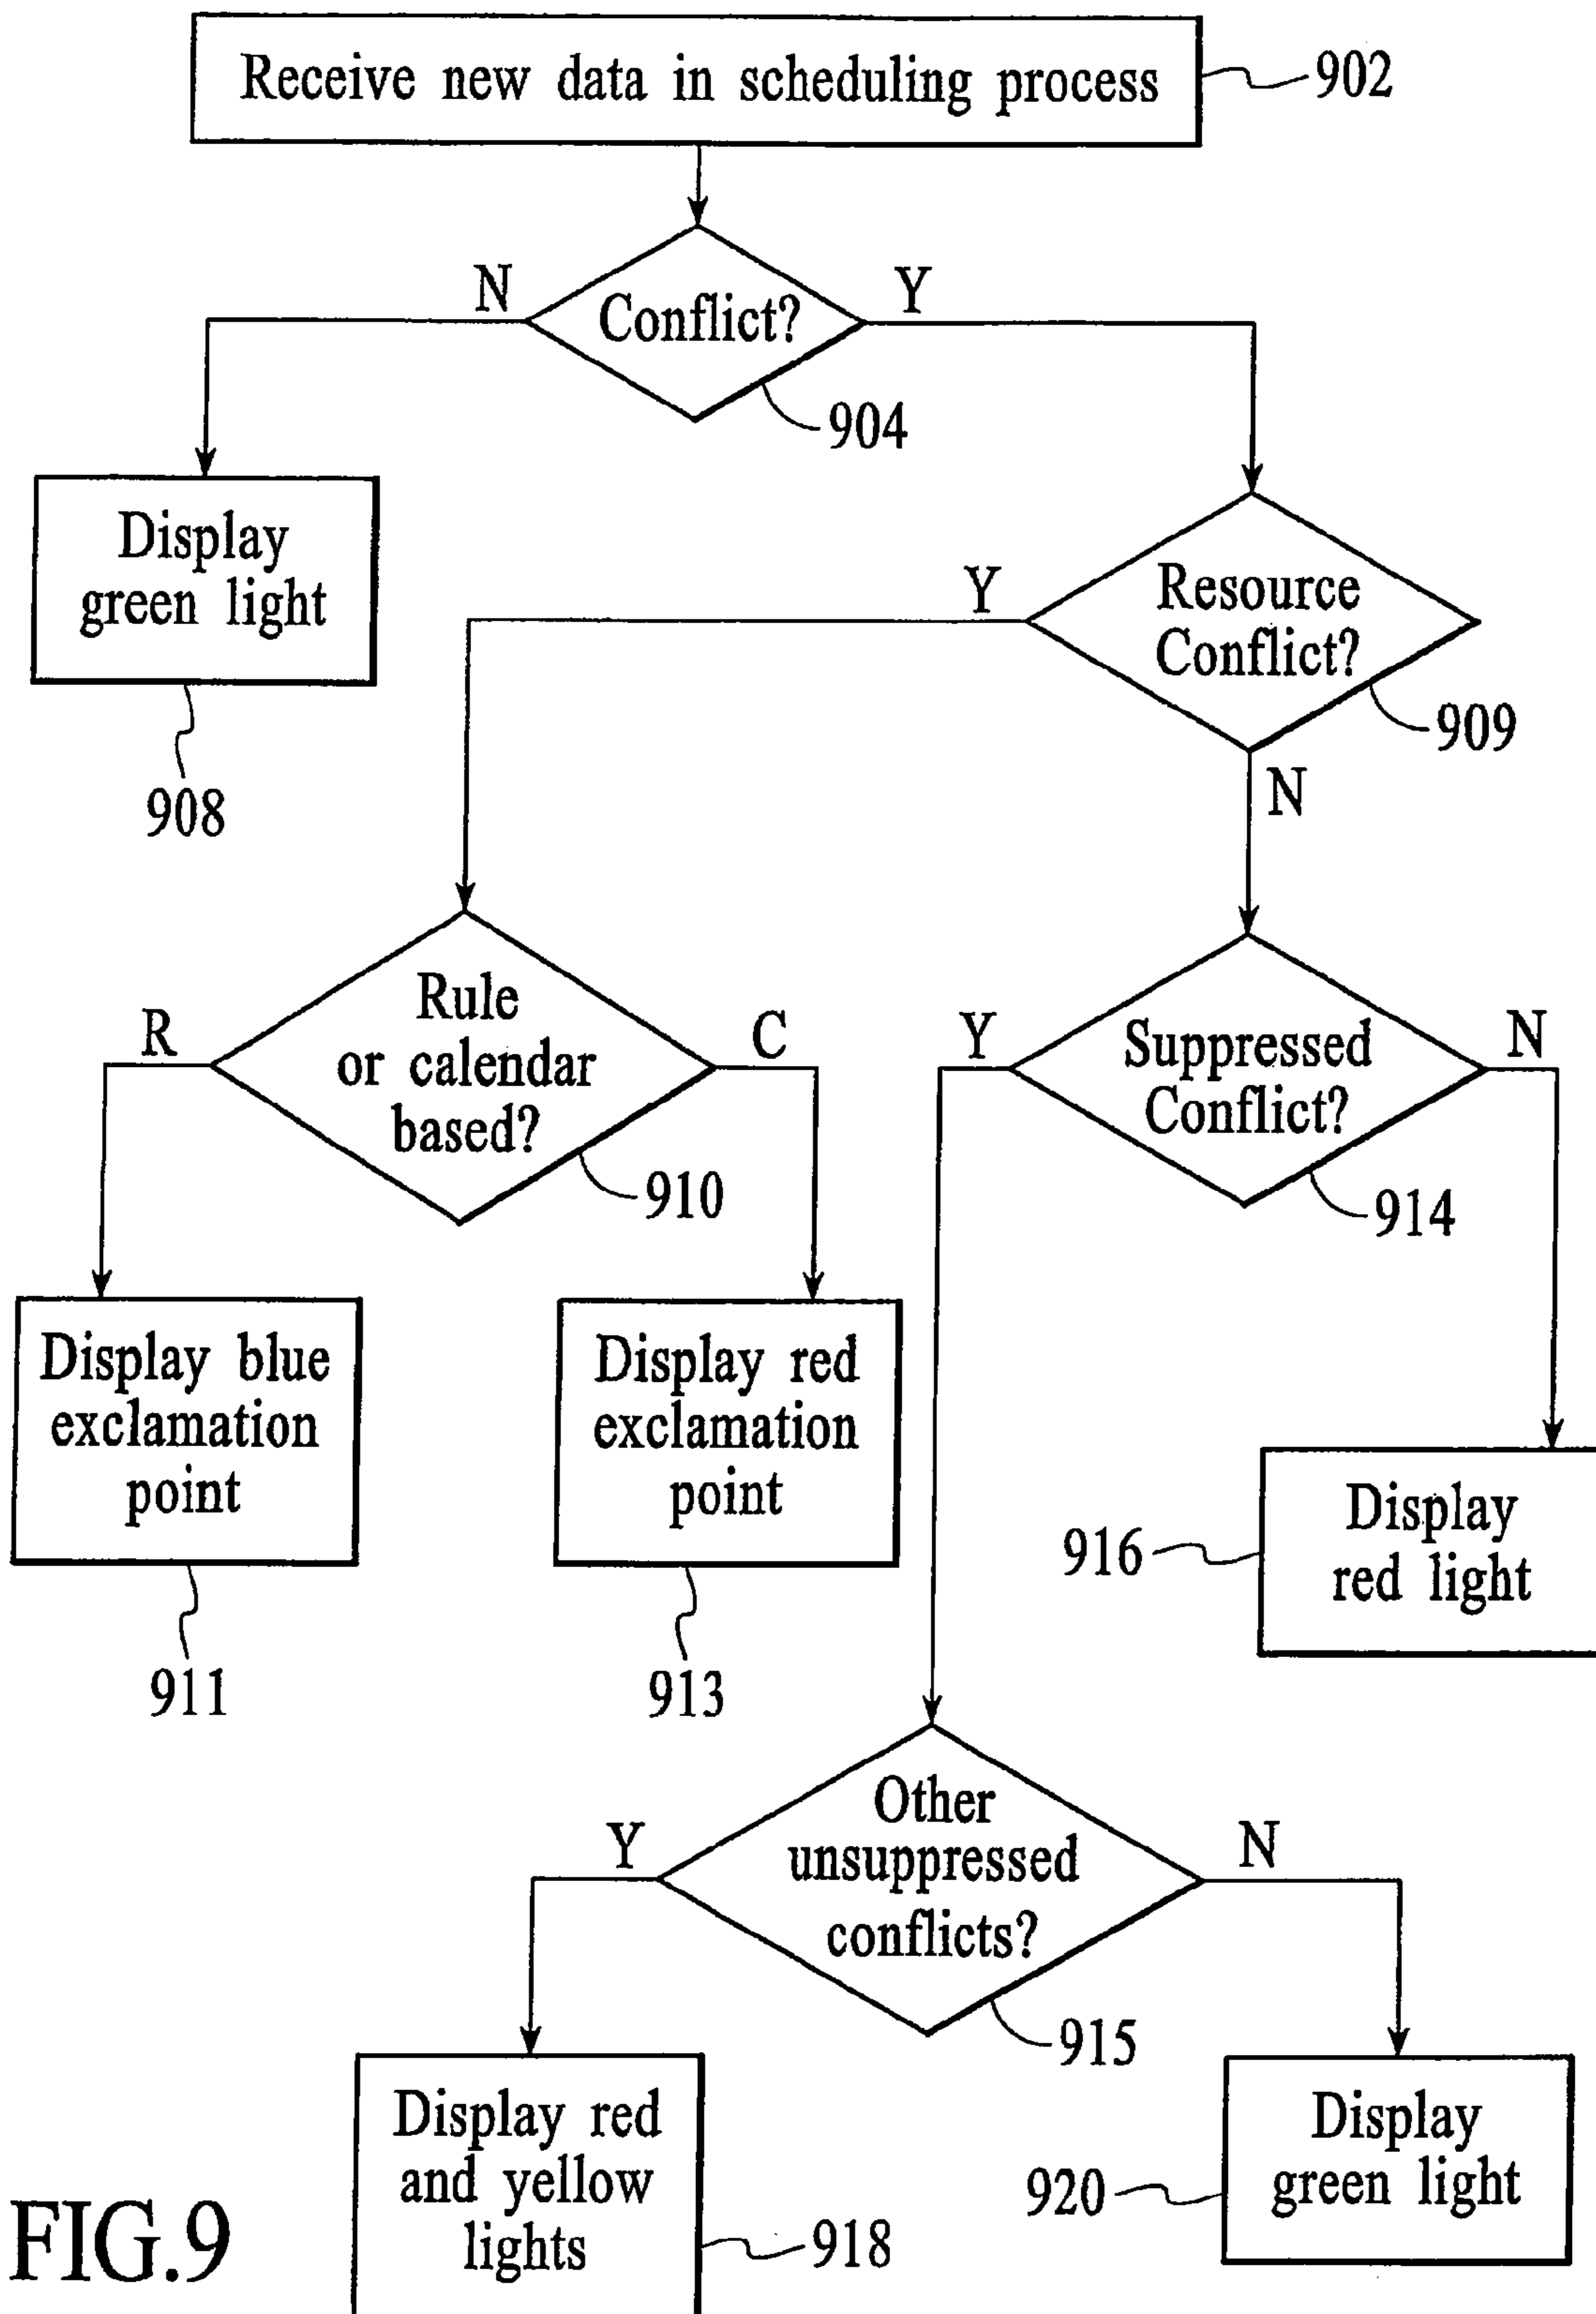 Receive new data in scheduling process
902
N
Y
Conflict?
904
Display
green light
908
Y
Resource
Conflict?
909
N
R
Rule
or calendar
based?
C
910
Y
Suppressed
Conflict?
N
914
Display blue
exclamation
point
911
Display red
exclamation
point
913
916
Display
red light
Y
Other
unsuppressed
conflicts?
N
915
Display red
and yellow
lights
918
920
Display
green light
FIG.9